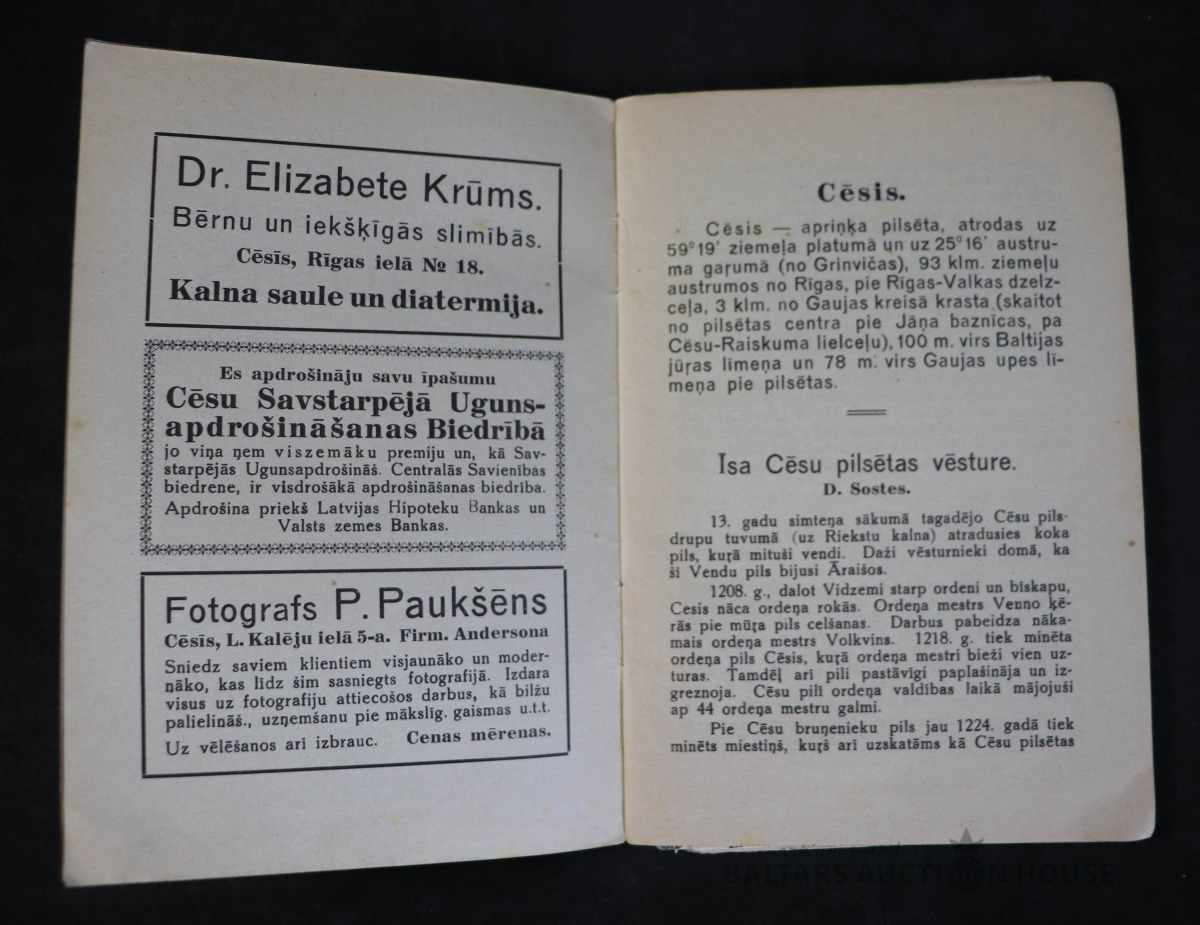 Dr. Elizabete Krūms.
Bērnu un iekšķīgās slimībās.
Cēsīs, Rīgas ielā № 18.
Kalna saule un diatermija.
Es apdrošināju savu īpašumu
Cēsu Savstarpējā Uguns-
apdrošināšanas Biedrībā
jo viņa ņem viszemāku premiju un, kā Sav-
starpējās Ugunsapdrošināš. Centralās Savienības
biedrene, ir visdrošākā apdrošināšanas biedrība.
Apdrošina priekš Latvijas Hipoteku Bankas un
Valsts zemes Bankas.
Fotografs P. Paukšēns
Cēsīs, L. Kalēju ielā 5-a. Firm. Andersona
Sniedz saviem klientiem visjaunāko un moder-
nāko, kas līdz šim sasniegts fotografijā. Izdara
visus uz fotografiju attiecošos darbus, kā bilžu
palielināš., uzņemšanu pie mākslīg. gaismas u.t.t.
Uz vēlēšanos arī izbrauc. Cenas mērenas.
Cēsis.
Cēsis — apriņķa pilsēta, atrodas uz
59°19' ziemeļa platumā un uz 25°16' austru-
ma gaŗumā (no Grinvičas), 93 klm. ziemeļu
austrumos no Rīgas, pie Rīgas-Valkas dzelz-
ceļa, 3 klm. no Gaujas kreisā krasta (skaitot
no pilsētas centra pie Jāņa baznīcas, pa
Cēsu-Raiskuma lielceļu), 100 m. virs Baltijas
jūras līmeņa un 78 m. virs Gaujas upes lī-
meņa pie pilsētas.
Īsa Cēsu pilsētas vēsture.
D. Sostes.
13. gadu simteņa sākumā tagadējo Cēsu pils-
drupu tuvumā (uz Riekstu kalna) atradusies koka
pils, kuŗā mituši vendi. Daži vēsturnieki domā, ka
šī Vendu pils bijusi Āraišos.
1208. g., dalot Vidzemi starp ordeni un bīskapu,
Cesis nāca ordeņa rokās. Ordeņa mestrs Venno ķē-
rās pie mūŗa pils celšanas. Darbus pabeidza nāka-
mais ordeņa mestrs Volkvins. 1218. g. tiek minēta
ordeņa pils Cēsis, kuŗā ordeņa mestri bieži vien uz-
turas. Tamdēļ arī pili pastāvīgi paplašināja un iz-
greznoja. Cēsu pilī ordeņa valdības laikā mājojuši
ap 44 ordeņa mestru galmi.
Pie Cēsu bruņenieku pils jau 1224. gadā tiek
minēts miestiņš, kuŗš arī uzskatāms kā Cēsu pilsētas
BALTARS AUCTION HOUSE